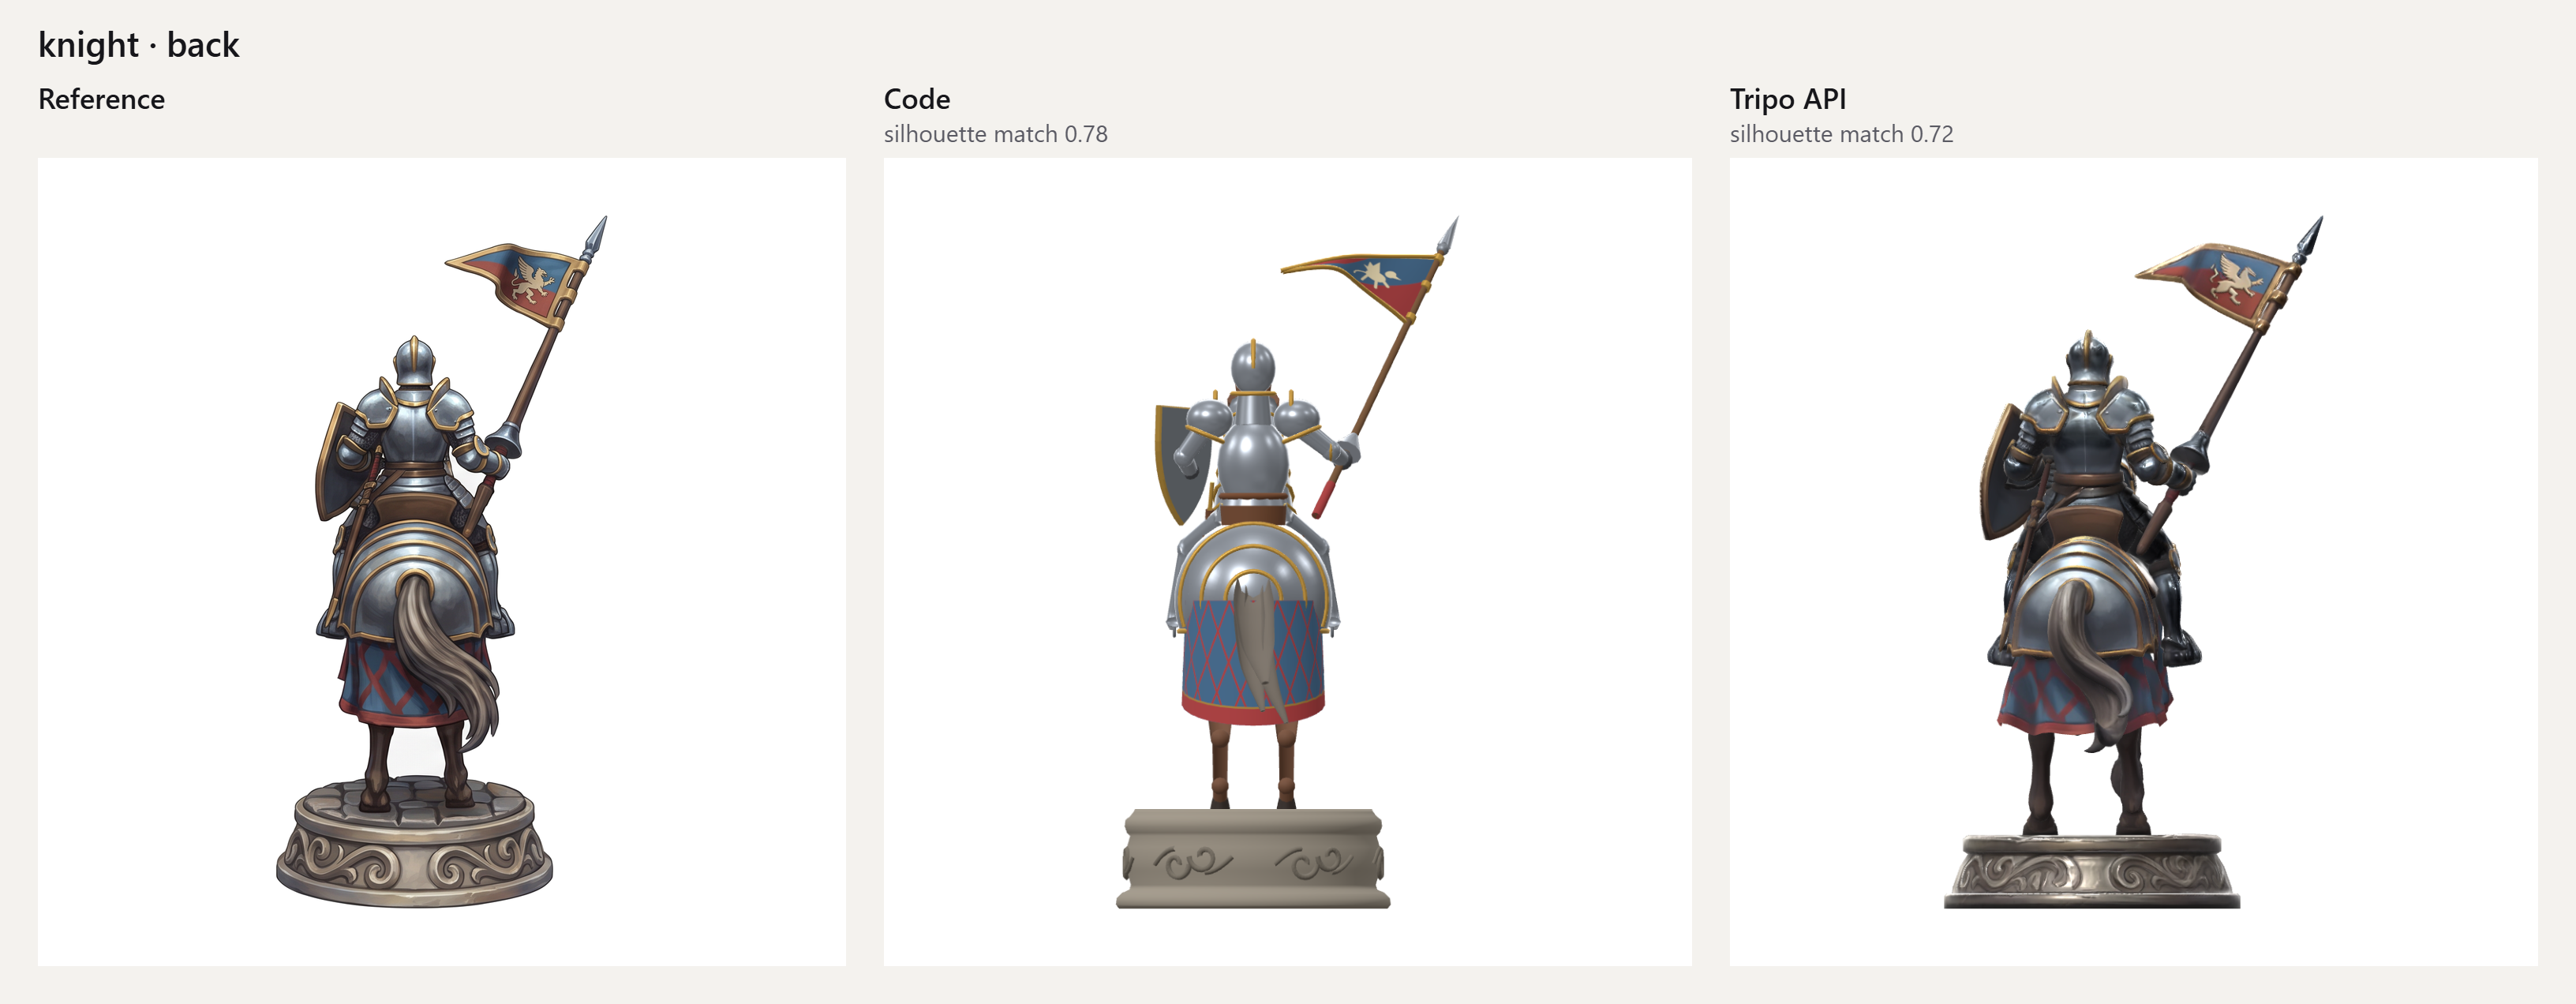 knight · back
Reference
Code
Tripo API
silhouette match 0.78
silhouette match 0.72